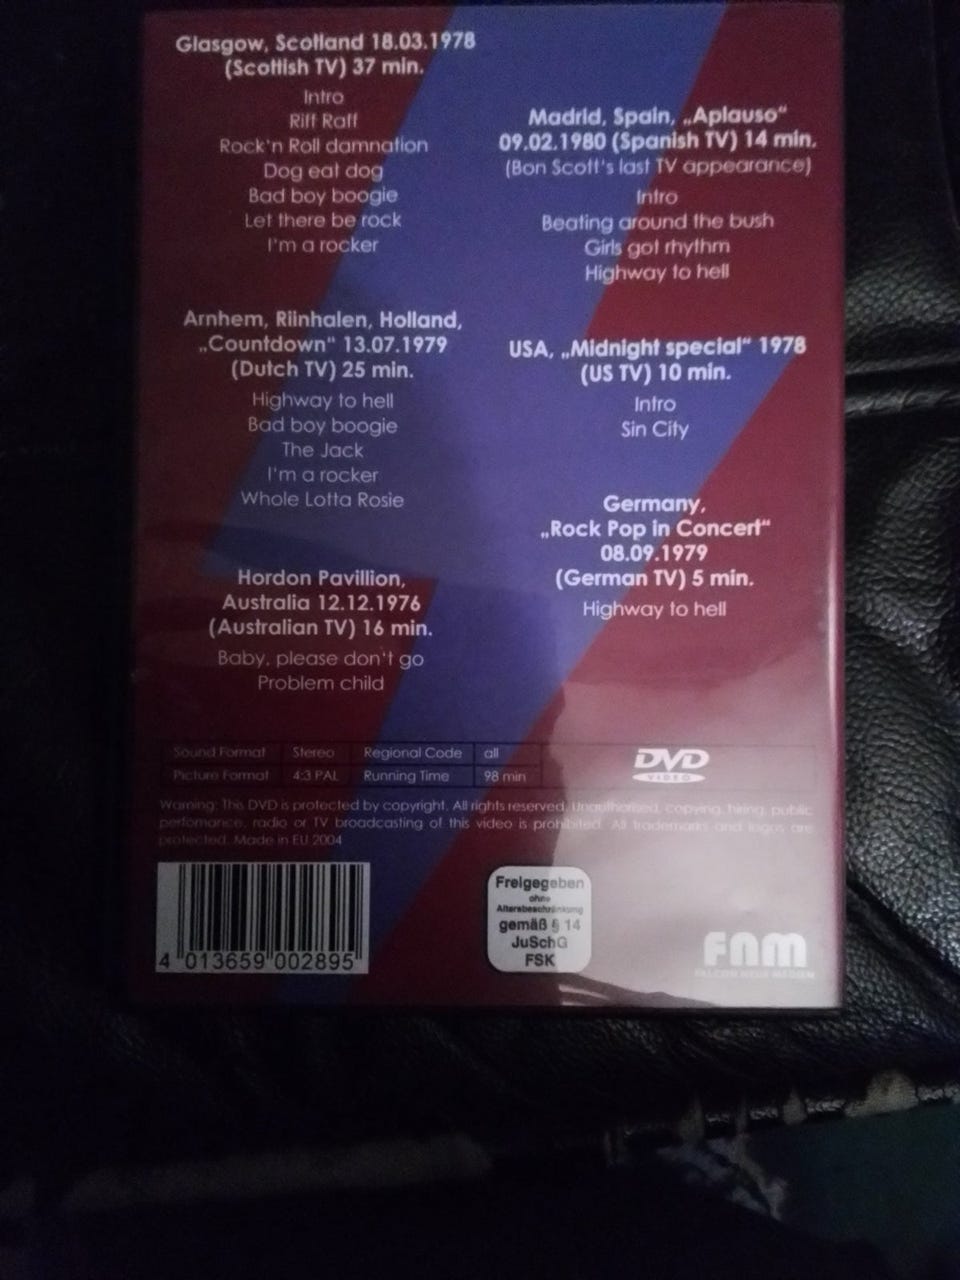 Glasgow, Scotland 18.03.1978
(Scottish TV) 37 min.
Intro
Riff Raff
Rock'n Roll damnation
Dog eat dog
Bad boy boogie
Let there be rock
I'm a rocker
Arnhem, Riinhalen, Holland,
„Countdown“ 13.07.1979
(Dutch TV) 25 min.
Highway to hell
Bad boy boogie
The Jack
I'm a rocker
Whole Lotta Rosie
Hordon Pavillion,
Australia 12.12.1976
(Australian TV) 16 min.
Baby, please don't go
Problem child
Madrid, Spain, „Aplauso“
09.02.1980 (Spanish TV) 14 min.
(Bon Scott's last TV appearance)
Intro
Beating around the bush
Girls got rhythm
Highway to hell
USA, „Midnight special“ 1978
(US TV) 10 min.
Intro
Sin City
Germany,
„Rock Pop in Concert“
08.09.1979
(German TV) 5 min.
Highway to hell
Sound Format Stereo Regional Code all
Picture Format 4:3 PAL Running Time 98 min
DVD
VIDEO
Warning: This DVD is protected by copyright. All rights reserved. Unauthorised, copying, hiring, public
perfomance, radio or TV broadcasting of this video is prohibited. All trademarks and logos are
protected. Made in EU 2004
4 013659 002895
Freigegeben
ohne
Altersbeschränkung
gemäß § 14
JuSchG
FSK
FNM
FALCON NEUE MEDIEN